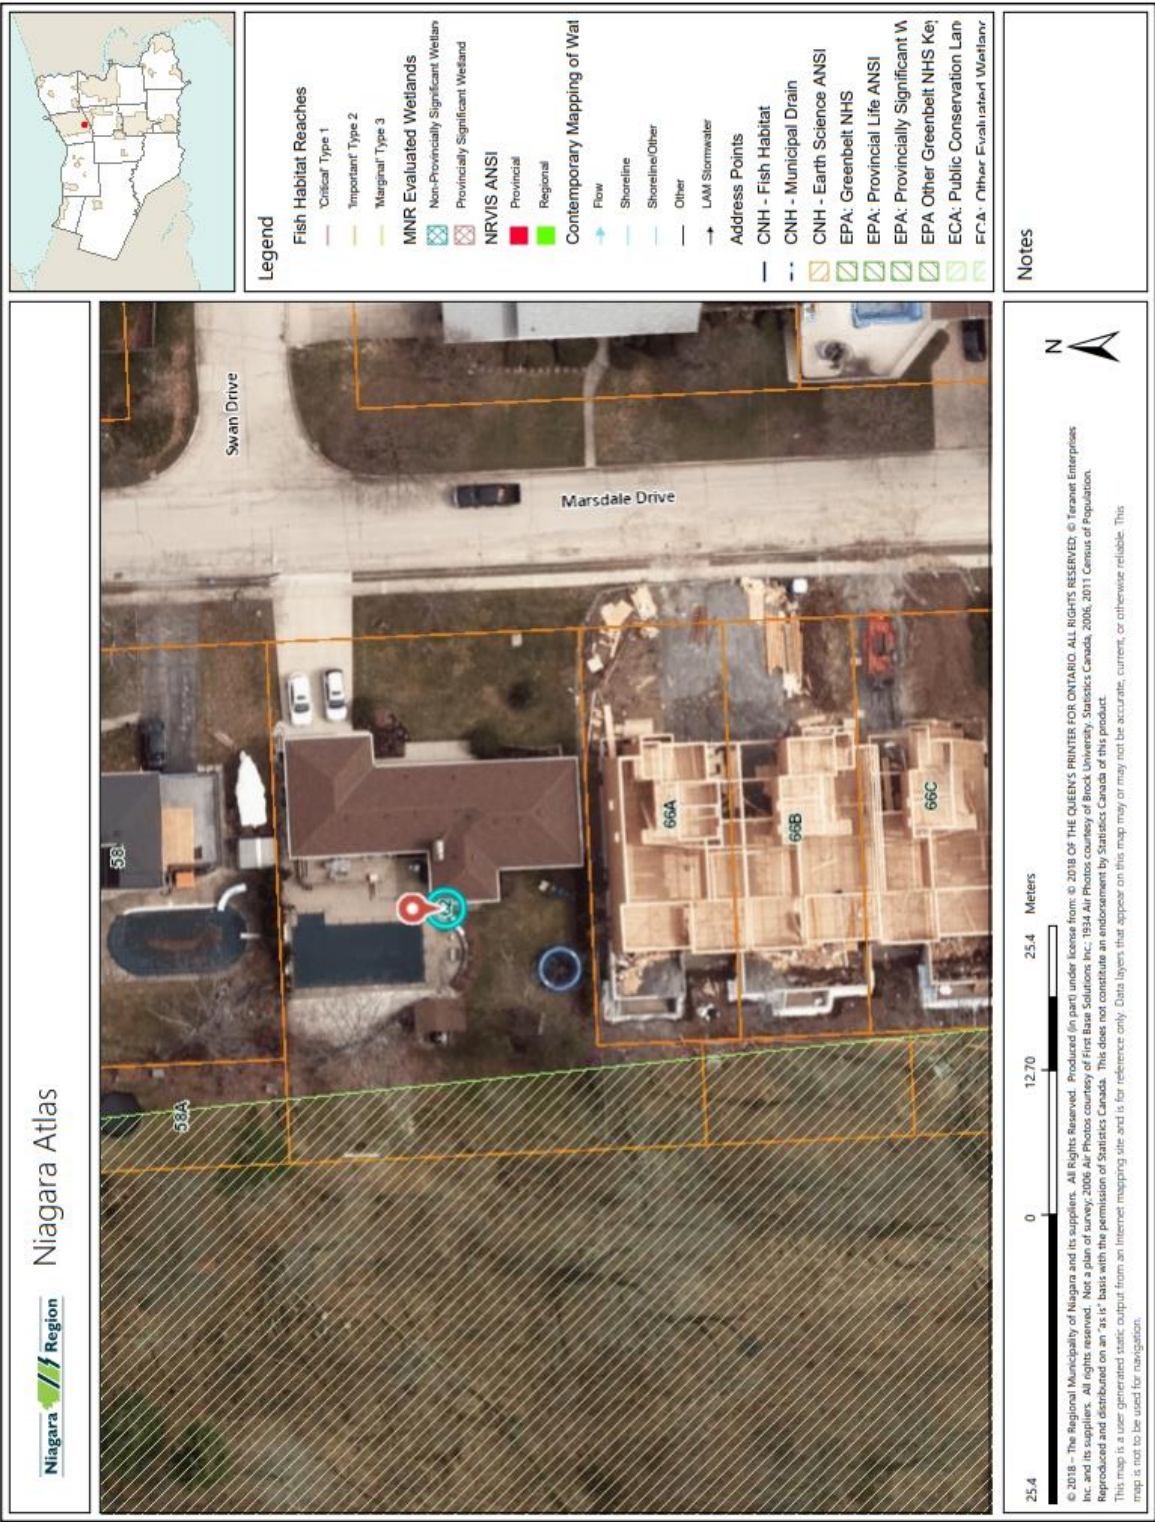 Niagara Region
Niagara Atlas
Legend
Fish Habitat Reaches
'Critical' Type 1
'Important' Type 2
'Marginal' Type 3
MNR Evaluated Wetlands
Non-Provincially Significant Wetlan
Provincially Significant Wetland
NRVIS ANSI
Provincial
Regional
Contemporary Mapping of Wat
Flow
Shoreline
Shoreline/Other
Other
LAM Stormwater
Address Points
CNH - Fish Habitat
CNH - Municipal Drain
CNH - Earth Science ANSI
EPA: Greenbelt NHS
EPA: Provincial Life ANSI
EPA: Provincially Significant W
EPA Other Greenbelt NHS Key
ECA: Public Conservation Lan
ECA: Other Evaluated Wetlan
58
58A
Swan Drive
Marsdale Drive
62
66A
66B
66C
25.4
0
12.70
25.4
Meters
N
Notes
© 2018 – The Regional Municipality of Niagara and its suppliers. All Rights Reserved. Produced (in part) under license from: © 2018 OF THE QUEEN'S PRINTER FOR ONTARIO. ALL RIGHTS RESERVED; © Teranet Enterprises
Inc. and its suppliers. All rights reserved. Not a plan of survey; 2006 Air Photos courtesy of First Base Solutions Inc.; 1934 Air Photos courtesy of Brock University. Statistics Canada, 2006, 2011 Census of Population.
Reproduced and distributed on an "as is" basis with the permission of Statistics Canada. This does not constitute an endorsement by Statistics Canada of this product.
This map is a user generated static output from an Internet mapping site and is for reference only. Data layers that appear on this map may or may not be accurate, current, or otherwise reliable. This
map is not to be used for navigation.